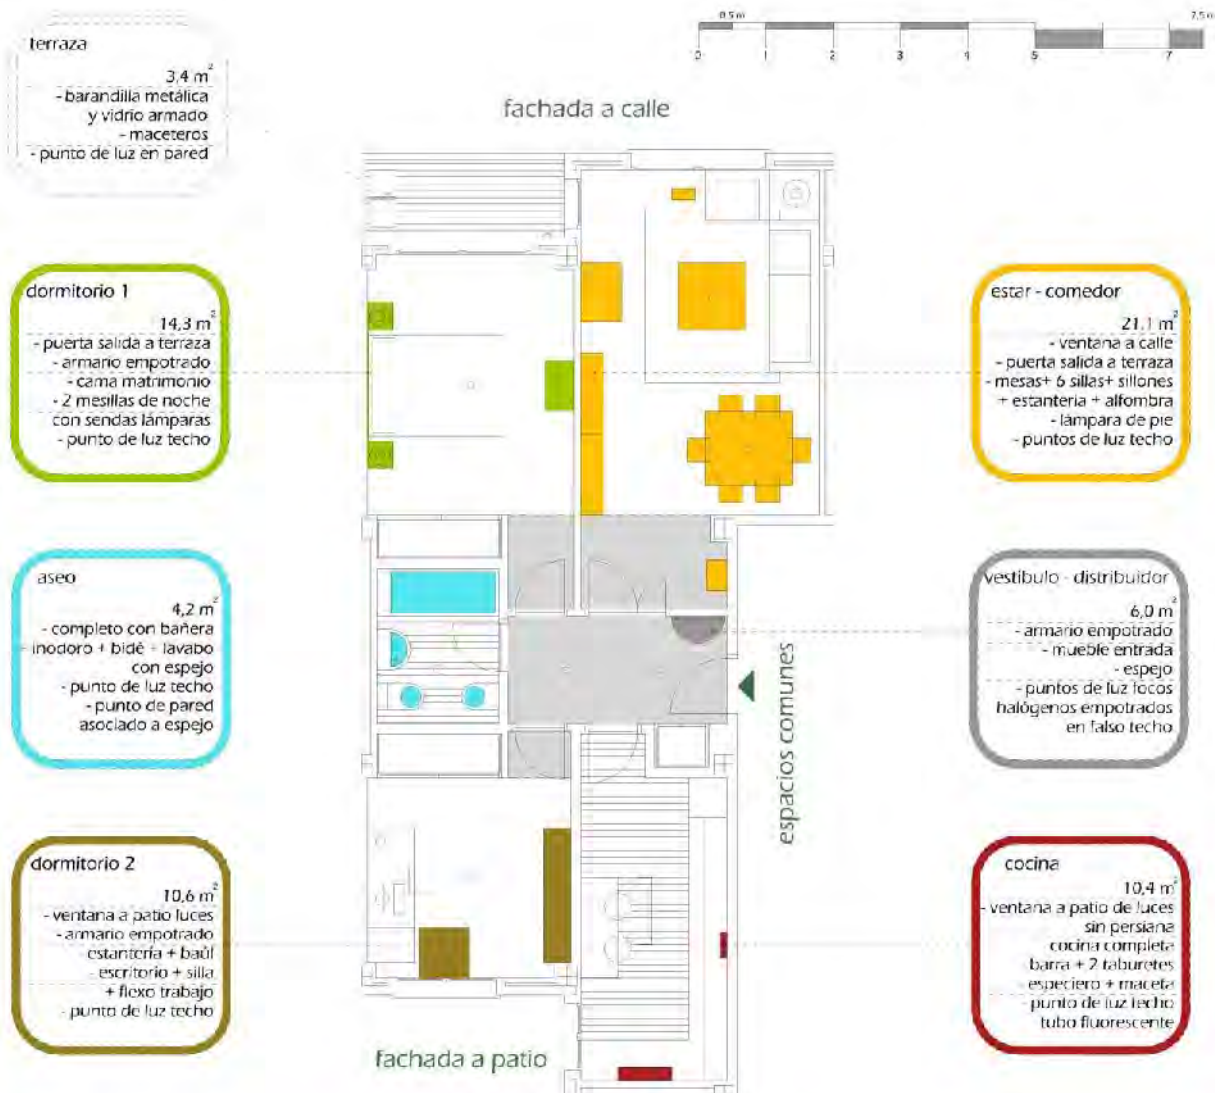 terraza
3,4 m²
- barandilla metálica
y vidrio armado
- maceteros
- punto de luz en pared
0.5 m
7.5 m
0 1 2 3 4 5 6 7
fachada a calle
dormitorio 1
14,3 m²
- puerta salida a terraza
- armario empotrado
- cama matrimonio
- 2 mesillas de noche
con sendas lámparas
- punto de luz techo
estar - comedor
21,1 m²
- ventana a calle
- puerta salida a terraza
- mesas+ 6 sillas+ sillones
+ estantería + alfombra
- lámpara de pie
- puntos de luz techo
aseo
4,2 m²
- completo con bañera
+ inodoro + bidé + lavabo
con espejo
- punto de luz techo
- punto de pared
asociado a espejo
vestíbulo - distribuidor
6,0 m²
- armario empotrado
- mueble entrada
- espejo
- puntos de luz focos
halógenos empotrados
en falso techo
espacios comunes
dormitorio 2
10,6 m²
- ventana a patio luces
- armario empotrado
estantería + baúl
- escritorio + silla
+ flexo trabajo
- punto de luz techo
cocina
10,4 m²
- ventana a patio de luces
sin persiana
cocina completa
barra + 2 taburetes
- especiero + maceta
- punto de luz techo
tubo fluorescente
fachada a patio